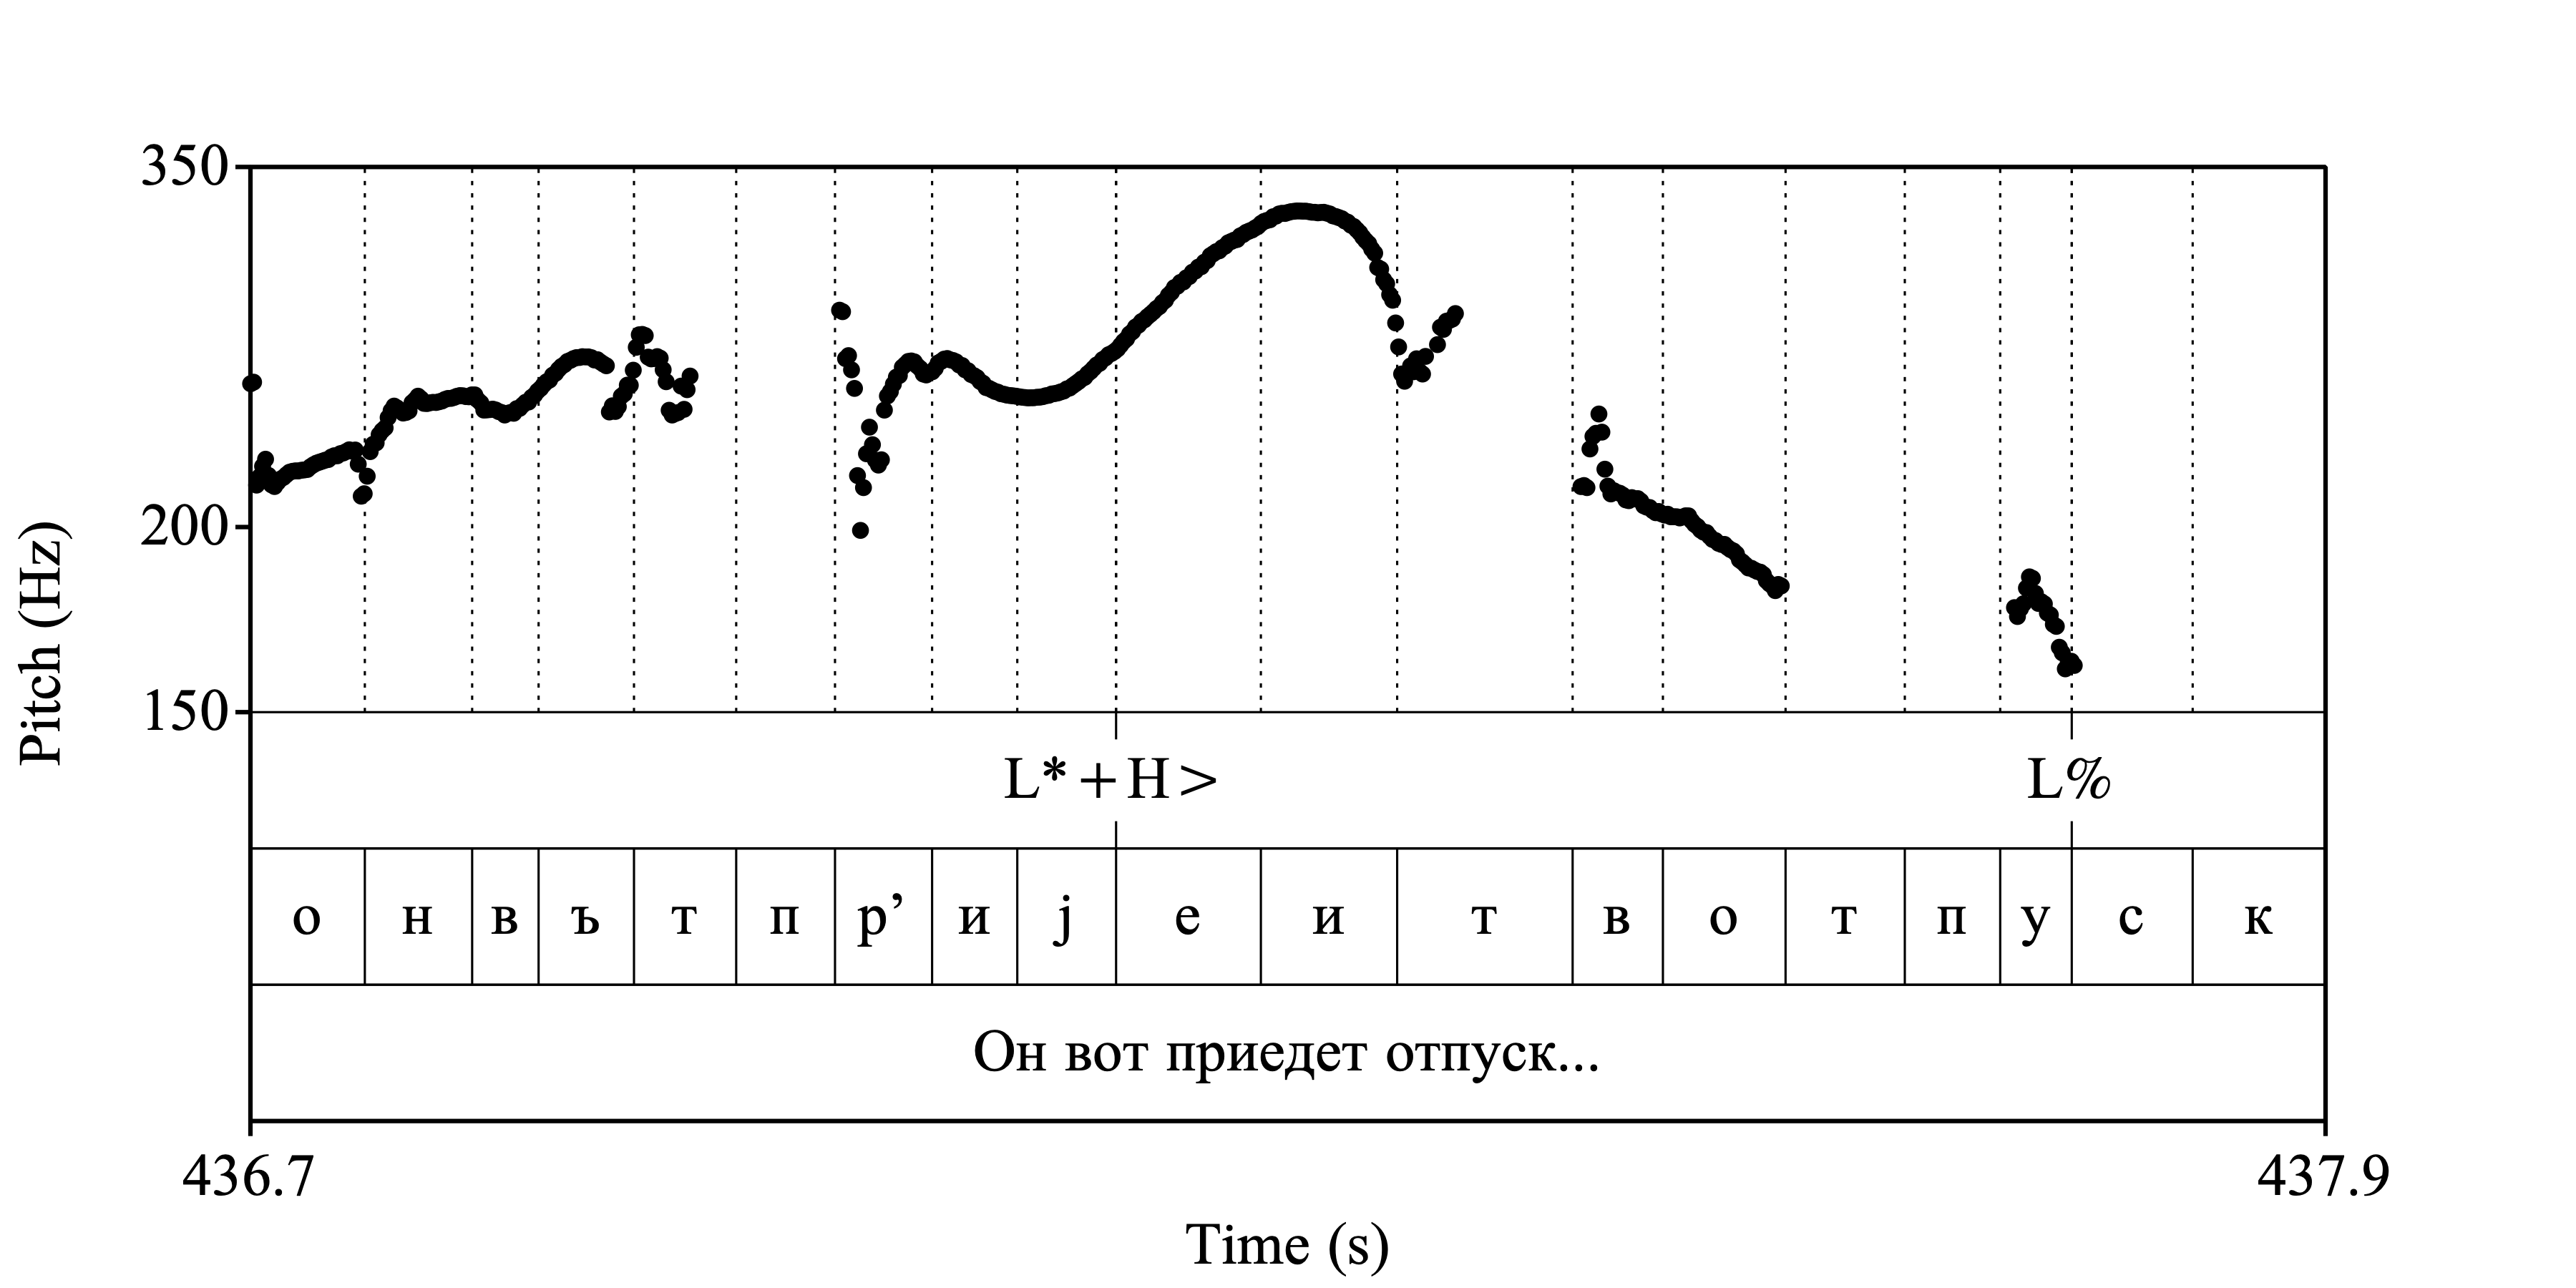 350
200
150
Pitch (Hz)
L*+H> L%
о н в ъ т п р’ и j е и т в о т п у с к
Он вот приедет отпуск...
436.7 437.9
Time (s)